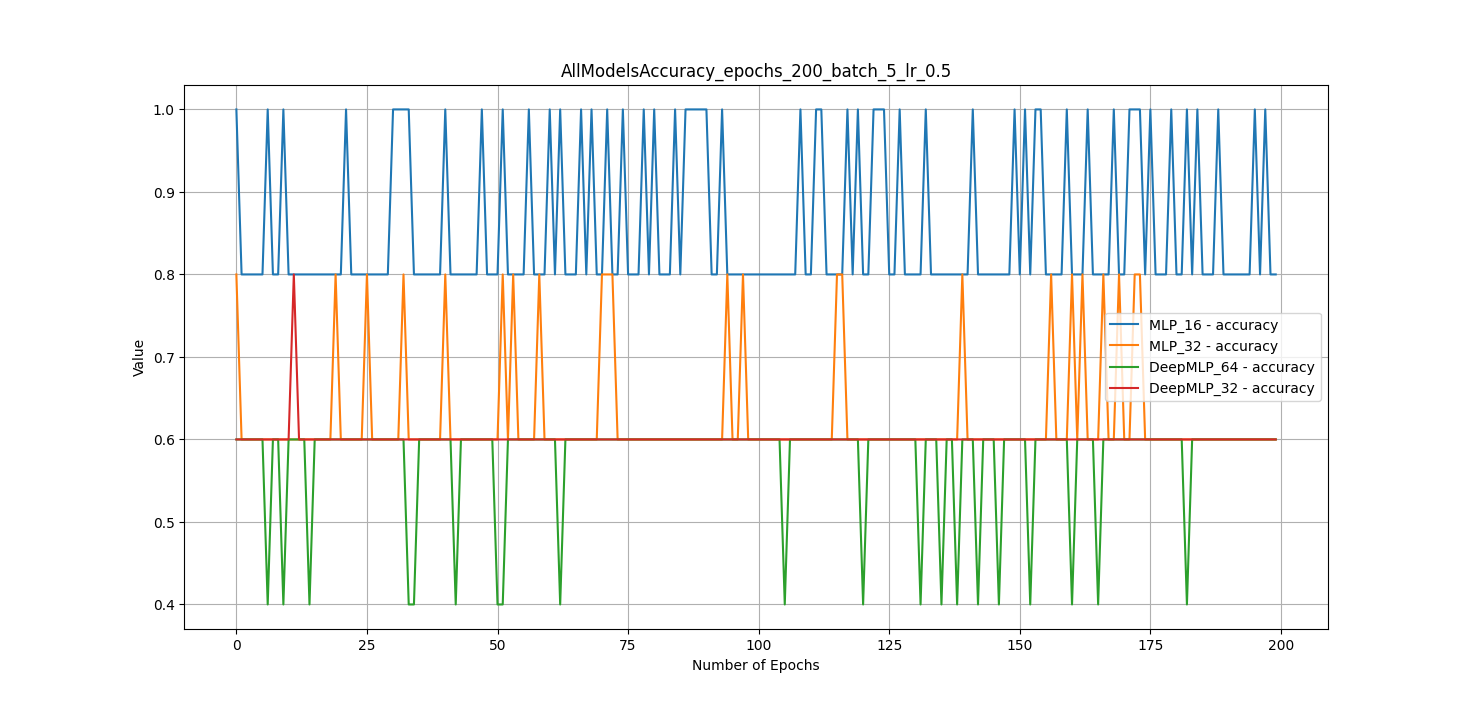 AllModelsAccuracy_epochs_200_batch_5_lr_0.5
1.0
0.9
0.8
0.7
0.6
0.5
0.4
Value
MLP_16 - accuracy
MLP_32 - accuracy
DeepMLP_64 - accuracy
DeepMLP_32 - accuracy
0 25 50 75 100 125 150 175 200
Number of Epochs